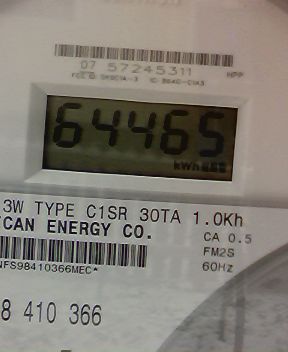 07 57245311 HPP
64465
kWh
3W TYPE C1SR 30TA 1.0Kh
CAN ENERGY CO.
CA 0.5
FM2S
NFS98410366MEC*
60Hz
8 410 366